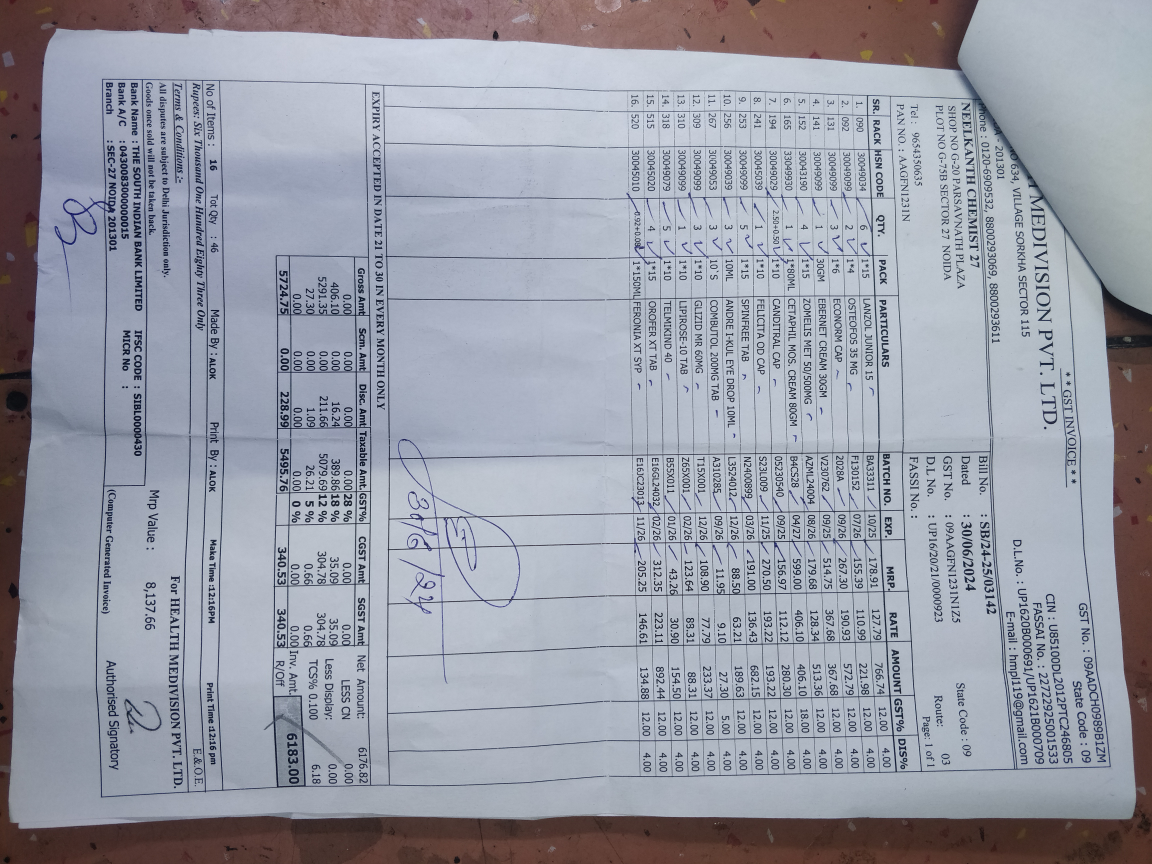 ** GST INVOICE **
GST No. : 09AADCH0989B1ZM
State Code : 09
CIN : U85100DL2012PTC246805
FASSAI No. : 22722925001533
D.L.No. : UP1620B000691/UP1621B000709
E-mail : hmpl119@gmail.com
MEDIVISION PVT. LTD.
634, VILLAGE SORKHA SECTOR 115
- 201301
Phone : 0120-6909532, 8800293069, 8800293611
NEELKANTH CHEMIST 27
SHOP NO G-20 PARSAVNATH PLAZA
PLOT NO G-75B SECTOR 27 NOIDA
Tel : 9654350635
PAN NO. : AAGFN1231N
Bill No. : SB/24-25/03142
Dated : 30/06/2024
GST No. : 09AAGFN1231N1Z5
D.I. No. : UP16/20/21/0000923
FASSI No. :
State Code : 09
Route: 03
Page: 1 of 1
SR. RACK HSN CODE QTY. PACK PARTICULARS BATCH NO. EXP. MRP. RATE AMOUNT GST% DIS%
1. 090 30049034 6 1*15 LANZOL JUNIOR 15 BA33311 10/25 178.91 127.79 766.74 12.00 4.00
2. 092 30049099 2 1*4 OSTEOFOS 35 MG F130152 07/26 155.39 110.99 221.98 12.00 4.00
3. 131 30049099 3 1*6 ECONORM CAP 2028A 09/26 267.30 190.93 572.79 12.00 4.00
4. 141 30049099 1 30GM EBERNET CREAM 30GM V230762 09/25 514.75 367.68 367.68 12.00 4.00
5. 152 30043190 4 1*15 ZOMELIS MET 50/500MG AZML24004 08/26 179.68 128.34 513.36 12.00 4.00
6. 165 33049930 1 1*80ML CETAPHIL MOS. CREAM 80GM B4CS28 04/27 599.00 406.10 406.10 18.00 4.00
7. 194 30049029 2.50+0.50 1*10 CANDITRAL CAP 05230540 09/25 156.97 112.12 280.30 12.00 4.00
8. 241 30045039 1 1*10 FELICITA OD CAP S23L009 11/25 270.50 193.22 193.22 12.00 4.00
9. 253 30049099 5 1*15 SPINFREE TAB N2400899 03/26 191.00 136.43 682.15 12.00 4.00
10. 256 30049039 3 10ML ANDRE I-KUL EYE DROP 10ML L3524012 12/26 88.50 63.21 189.63 12.00 4.00
11. 267 30049053 3 10'S COMBUTOL 200MG TAB A310285 09/26 11.95 9.10 27.30 5.00 4.00
12. 309 30049099 3 1*10 GLIZID MR 60MG T15X001 12/26 108.90 77.79 233.37 12.00 4.00
13. 310 30049099 1 1*10 LIPIROSE-10 TAB Z65X001 02/26 123.64 88.31 88.31 12.00 4.00
14. 318 30049079 5 1*10 TELMIKIND 40 B55X011 01/26 43.26 30.90 154.50 12.00 4.00
15. 515 30045020 4 1*15 OROFER XT TAB E16GL24032 02/26 312.35 223.11 892.44 12.00 4.00
16. 520 30045010 0.92+0.08 1*150ML FERONIA XT SYP E16IC23013 11/26 205.25 146.61 134.88 12.00 4.00
30/6/24
EXPIRY ACCEPTED IN DATE 21 TO 30 IN EVERY MONTH ONLY
Gross Amt Scm. Amt Disc. Amt Taxable Amt. GST% CGST Amt SGST Amt
0.00 0.00 0.00 0.00 28 % 0.00 0.00
406.10 0.00 16.24 389.86 18 % 35.09 35.09
5291.35 0.00 211.66 5079.69 12 % 304.78 304.78
27.30 0.00 1.09 26.21 5 % 0.66 0.66
0.00 0.00 0.00 0.00 0 % 0.00 0.00
5724.75 0.00 228.99 5495.76 340.53 340.53
Net Amount: 6176.82
LESS CN 0.00
Less Display: 0.00
TCS% 0.100 6.18
Inv. Amt. 6183.00
R/Off
No of Items : 16 Tot Qty : 46 Made By : ALOK Print By : ALOK Make Time :12:16PM Print Time :12:16 pm
Rupees: Six Thousand One Hundred Eighty Three Only E.& O.E.
Terms & Conditions :-
All disputes are subject to Delhi Jurisdiction only.
Goods once sold will not be taken back.
Bank Name : THE SOUTH INDIAN BANK LIMITED IFSC CODE : SIBL0000430
Bank A/C : 0430083000000015 MICR No :
Branch : SEC-27 NOIDA 201301
Mrp Value : 8,137.66
For HEALTH MEDIVISION PVT. LTD.
(Computer Generated Invoice)
Authorised Signatory